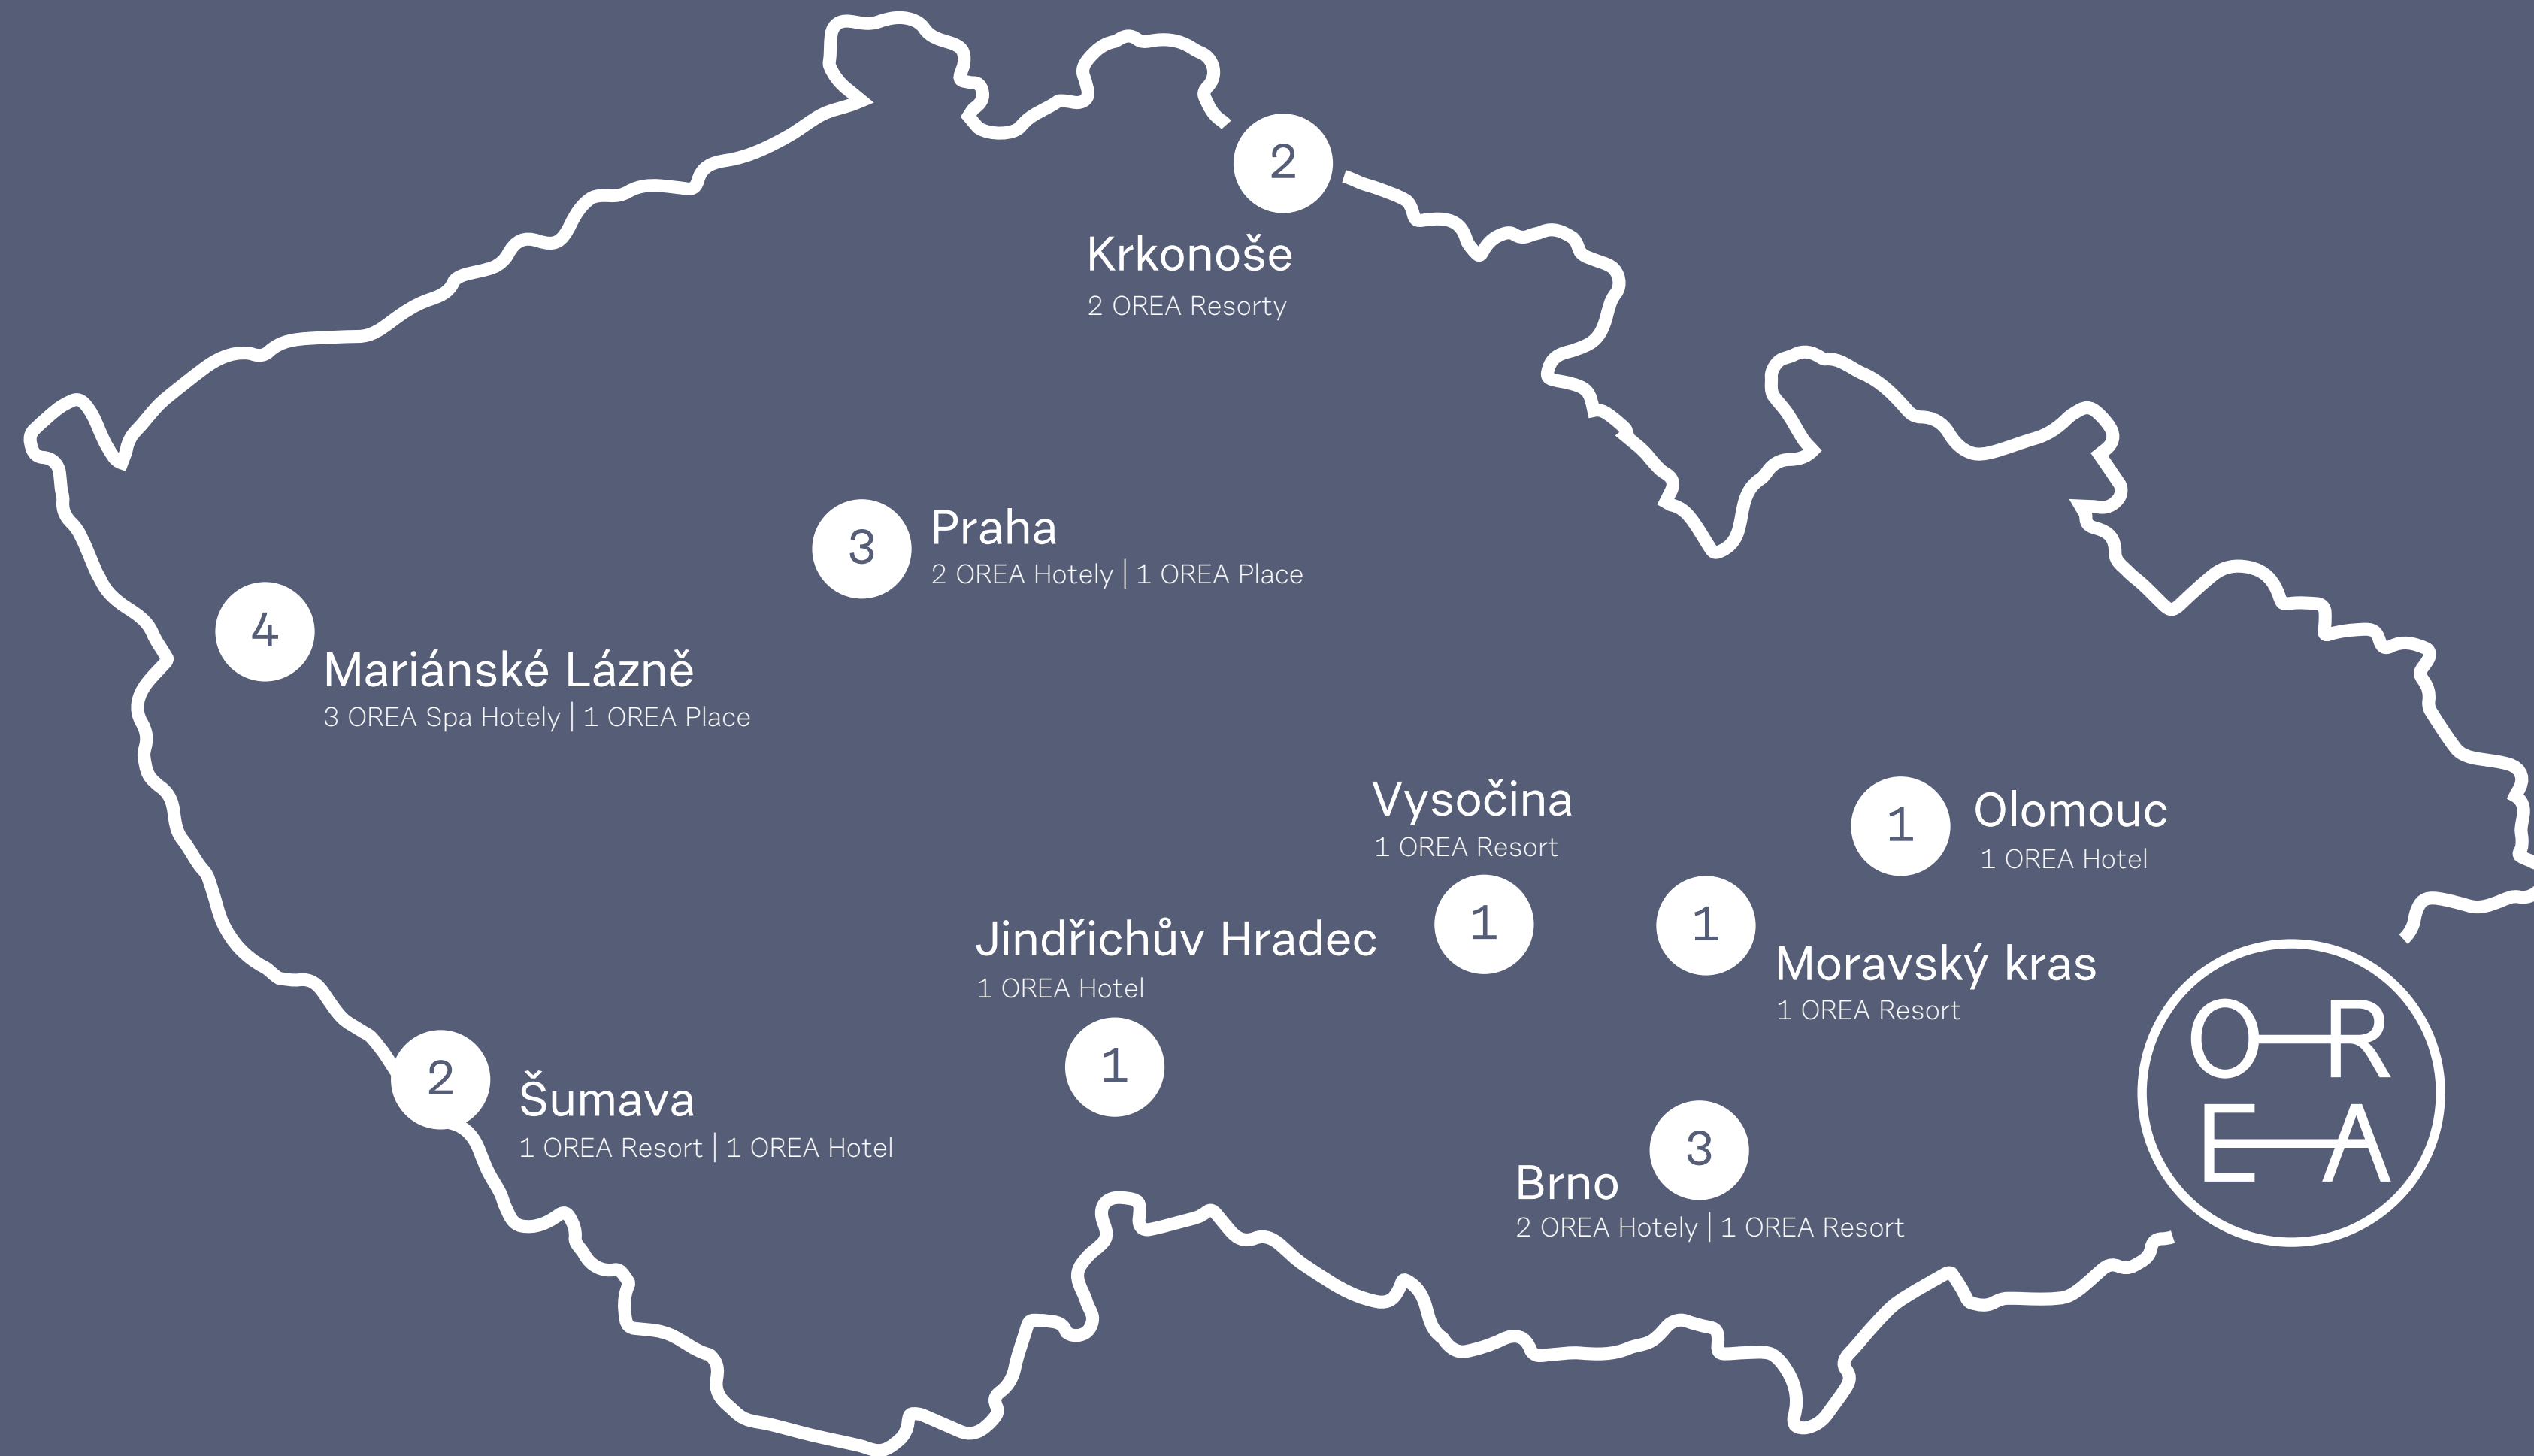 2
Krkonoše
2 OREA Resorty
3
Praha
2 OREA Hotely | 1 OREA Place
4
Mariánské Lázně
3 OREA Spa Hotely | 1 OREA Place
Vysočina
1 OREA Resort
1
1
Olomouc
1 OREA Hotel
Jindřichův Hradec
1 OREA Hotel
1
1
Moravský kras
1 OREA Resort
2
Šumava
1 OREA Resort | 1 OREA Hotel
3
Brno
2 OREA Hotely | 1 OREA Resort
O-R
E-A